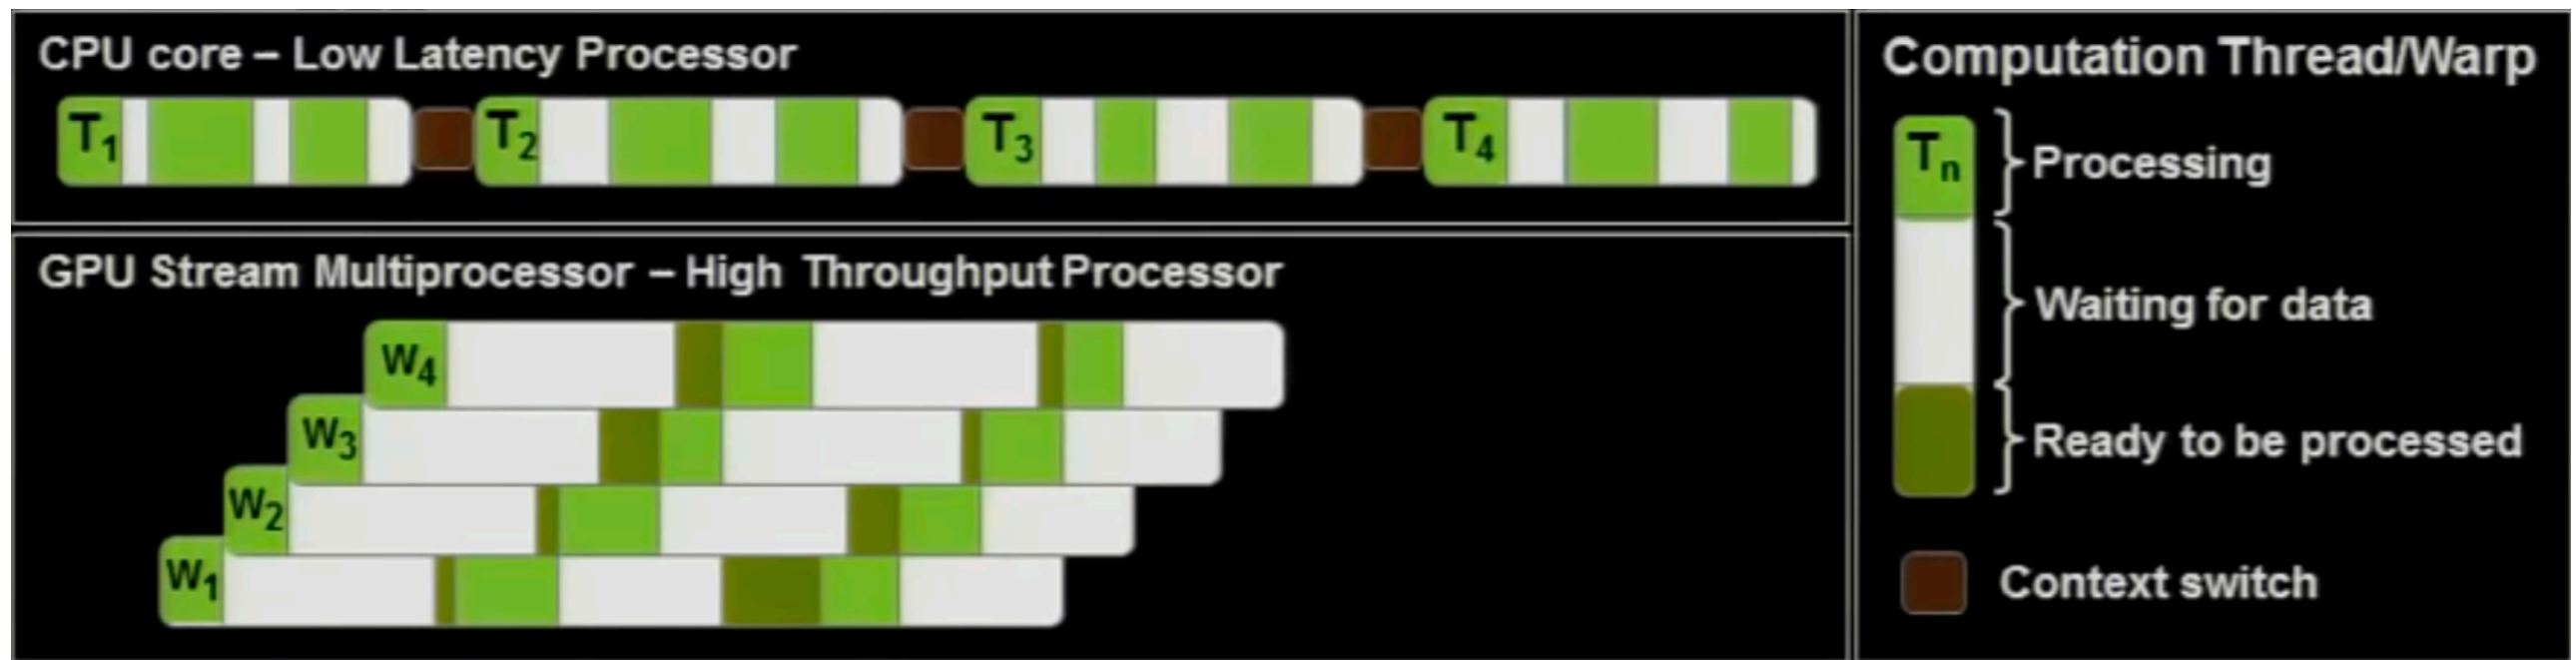 CPU core – Low Latency Processor
T1 T2 T3 T4
GPU Stream Multiprocessor – High Throughput Processor
W4
W3
W2
W1
Computation Thread/Warp
Tn
Processing
Waiting for data
Ready to be processed
Context switch